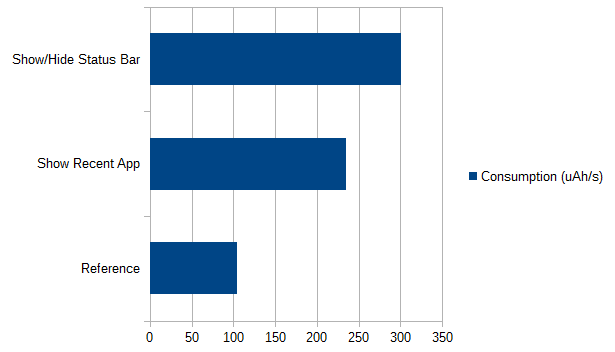 Show/Hide Status Bar
Show Recent App
Reference
0 50 100 150 200 250 300 350
Consumption (uAh/s)